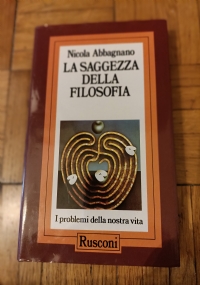 Nicola Abbagnano
LA SAGGEZZA
DELLA
FILOSOFIA
I problemi della nostra vita
Rusconi